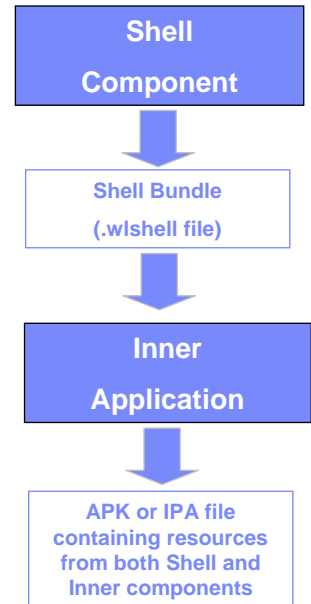 Shell
Component
Shell Bundle
(.wlshell file)
Inner
Application
APK or IPA file
containing resources
from both Shell and
Inner components